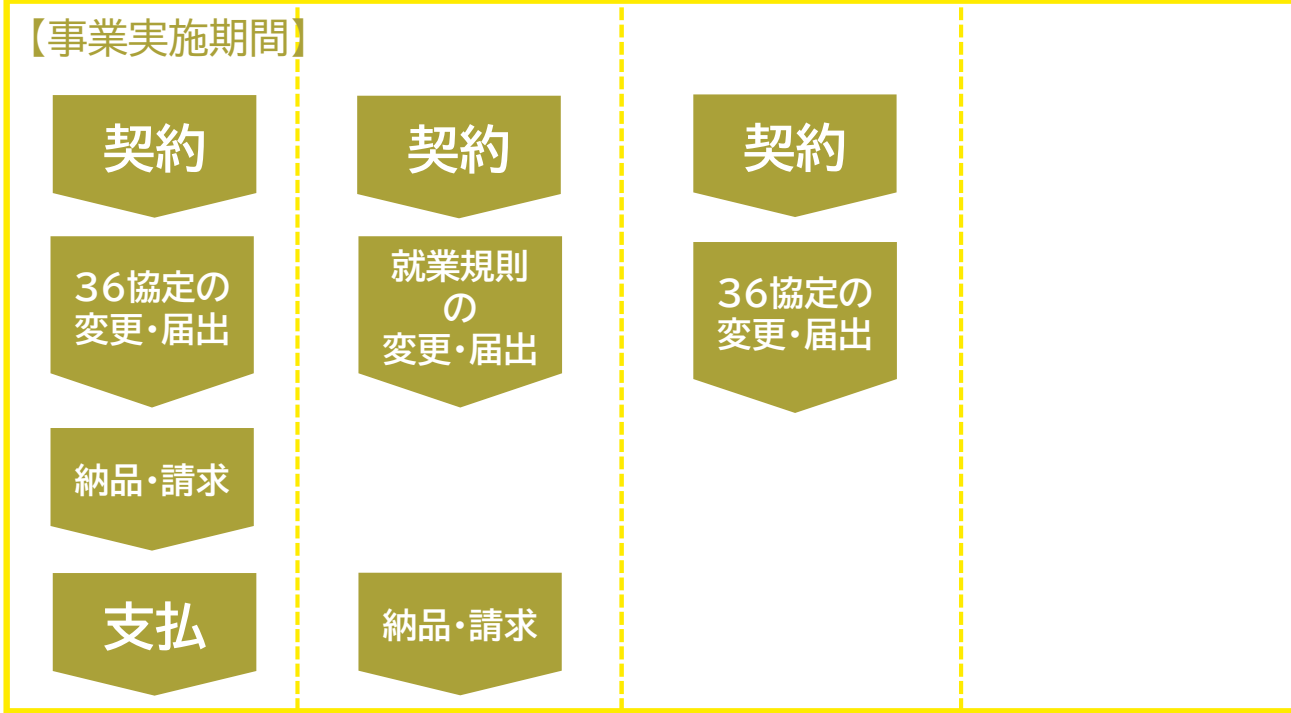 【事業実施期間】
契約
36協定の
変更・届出
納品・請求
支払
契約
就業規則
の
変更・届出
納品・請求
契約
36協定の
変更・届出